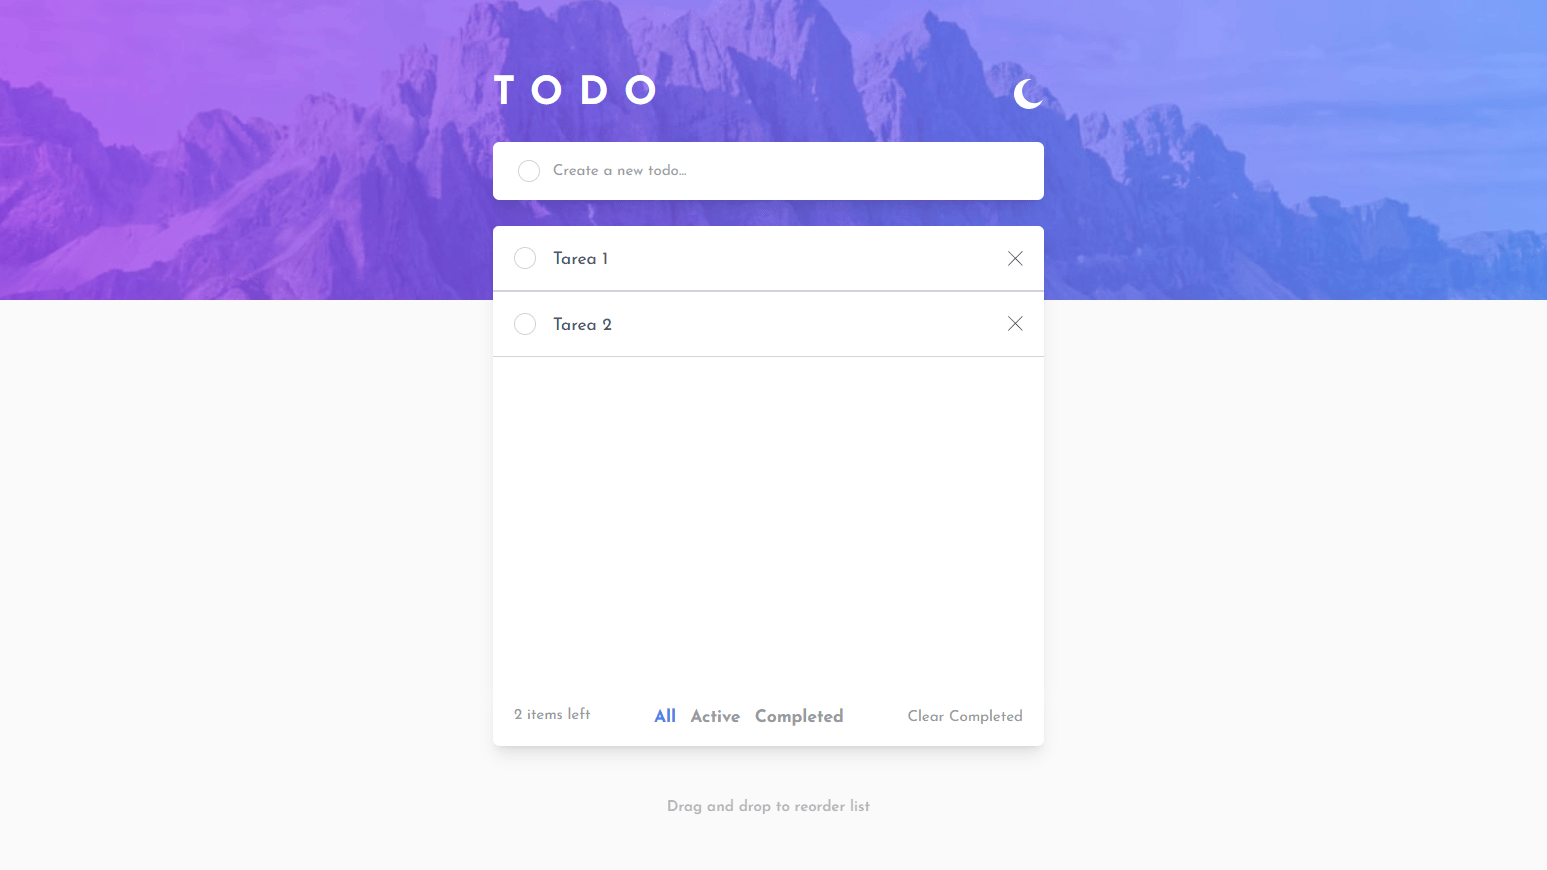 TODO
Create a new todo...
Tarea 1
Tarea 2
2 items left All Active Completed Clear Completed
Drag and drop to reorder list